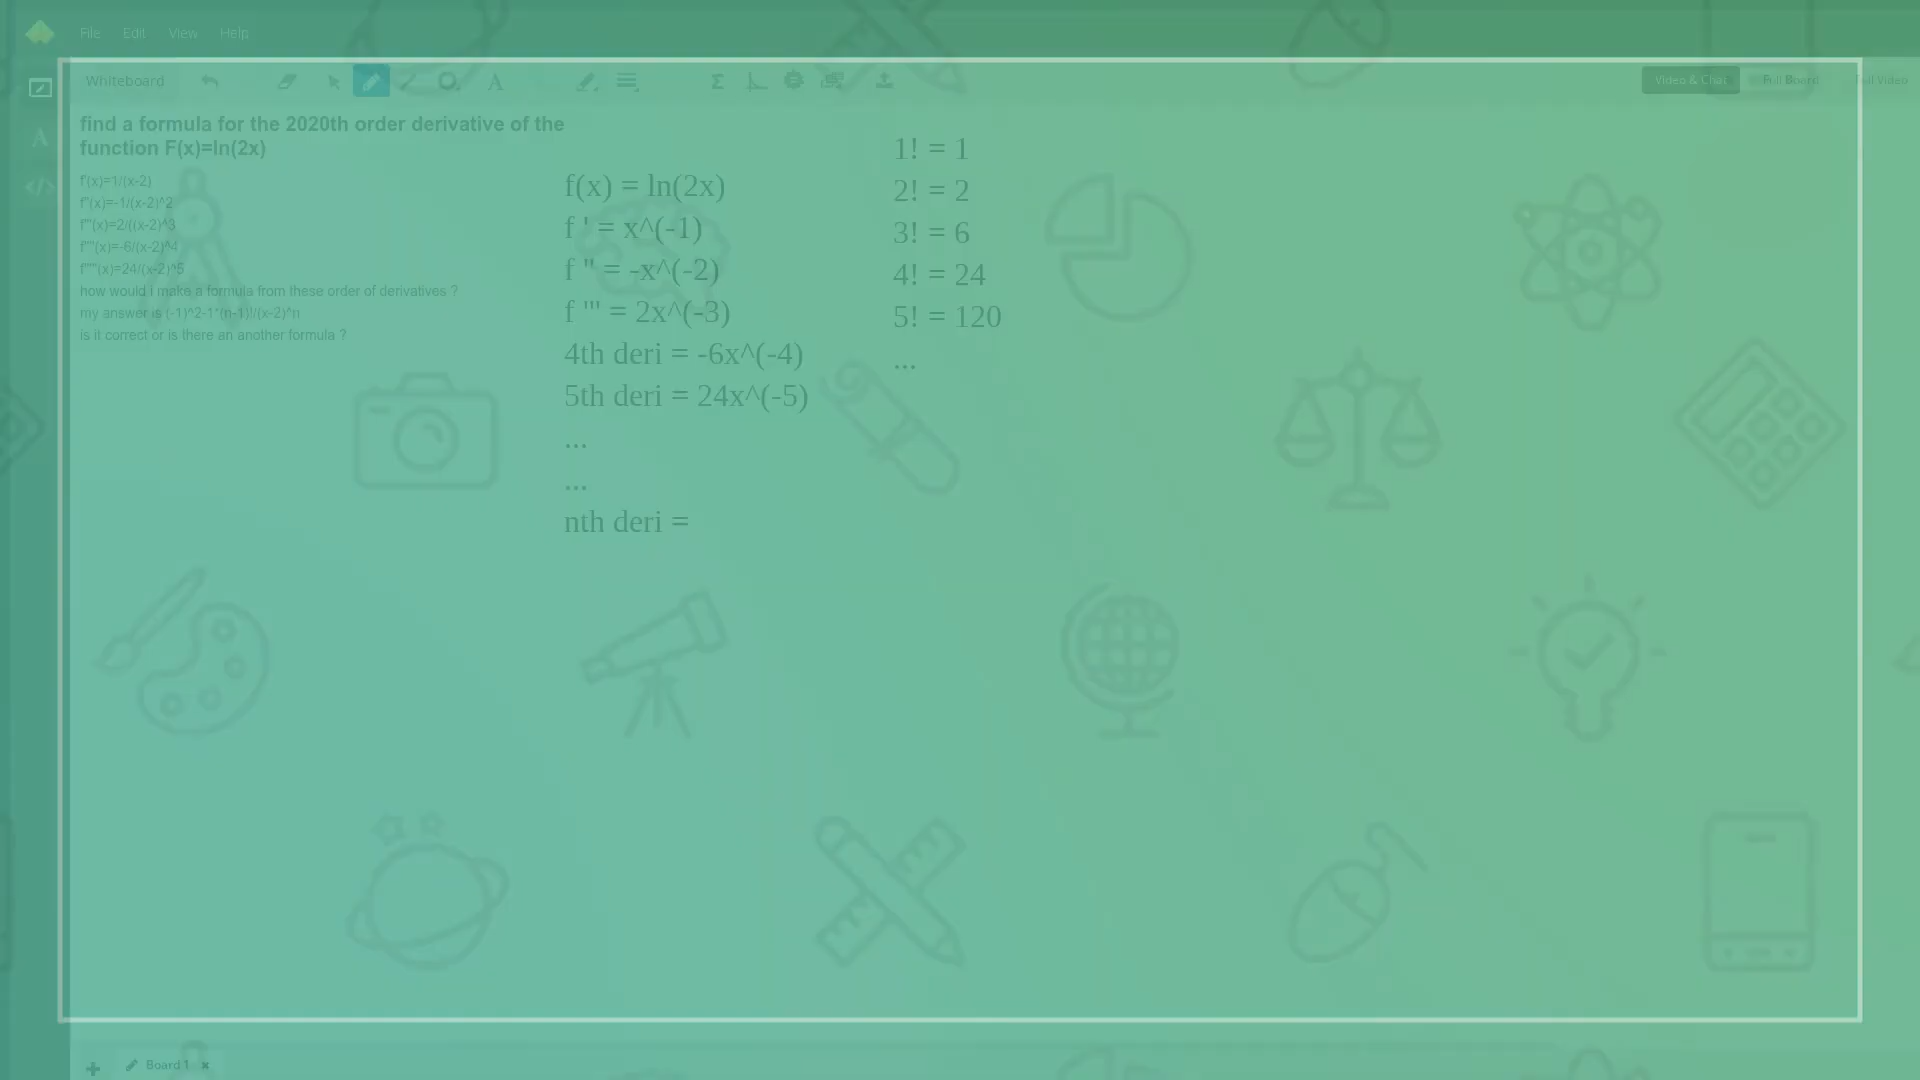 File Edit View Help
Whiteboard
A
Σ
Video & Chat Full Board Full Video
find a formula for the 2020th order derivative of the
function F(x)=ln(2x)
f'(x)=1/(x-2)
f''(x)=-1/(x-2)^2
f'''(x)=2/((x-2)^3
f''''(x)=-6/(x-2)^4
f'''''(x)=24/(x-2)^5
how would i make a formula from these order of derivatives ?
my answer is (-1)^2-1*(n-1)!/(x-2)^n
is it correct or is there an another formula ?
f(x) = ln(2x)
f ' = x^(-1)
f '' = -x^(-2)
f ''' = 2x^(-3)
4th deri = -6x^(-4)
5th deri = 24x^(-5)
...
...
nth deri =
1! = 1
2! = 2
3! = 6
4! = 24
5! = 120
...
A
Board 1